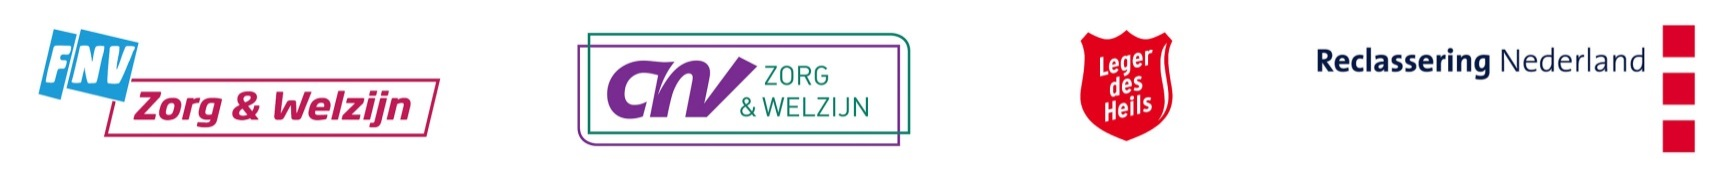 FNV
Zorg & Welzijn
cnv ZORG
& WELZIJN
Leger
des
Heils
Reclassering Nederland